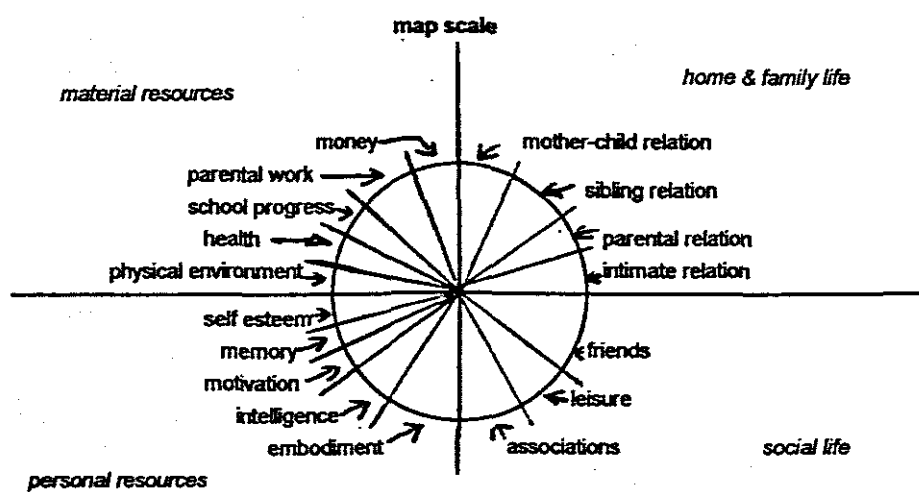 map scale
material resources
home & family life
money
mother-child relation
parental work
sibling relation
school progress
parental relation
health
intimate relation
physical environment
self esteem
friends
memory
motivation
leisure
intelligence
embodiment
associations
social life
personal resources